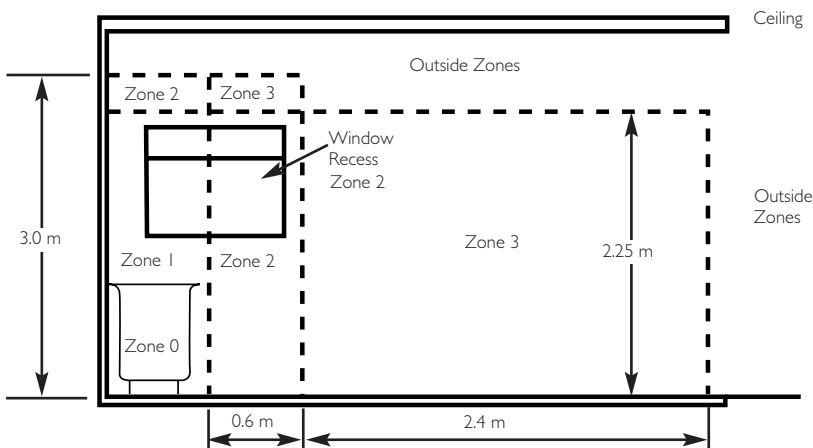 Ceiling
Outside Zones
Zone 2
Zone 3
Window
Recess
Zone 2
Outside
Zones
3.0 m
Zone 3
2.25 m
Zone 1
Zone 2
Zone 0
0.6 m
2.4 m